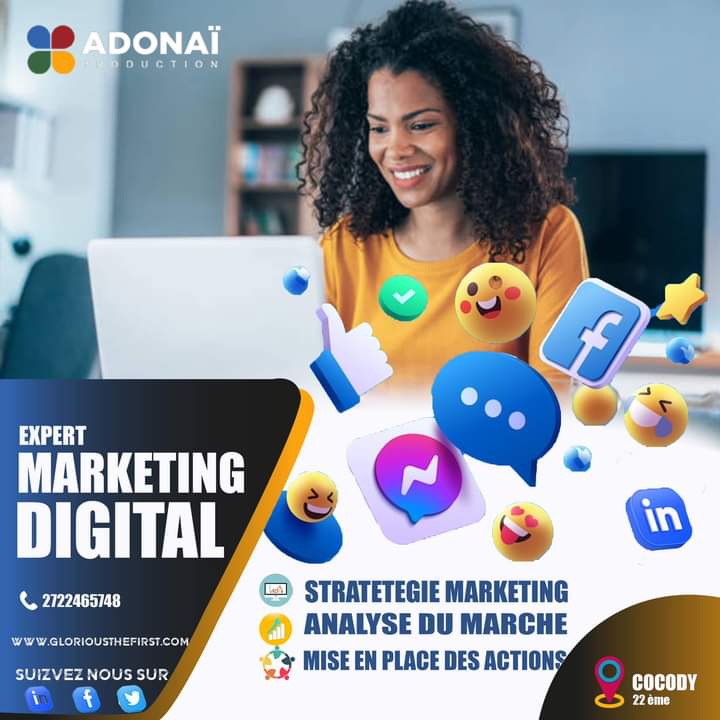 ADONAÏ
PRODUCTION
EXPERT
MARKETING
DIGITAL
2722465748
WWW.GLORIOUSTHEFIRST.COM
SUIZVEZ NOUS SUR
STRATETEGIE MARKETING
ANALYSE DU MARCHE
MISE EN PLACE DES ACTIONS
COCODY
22 ème